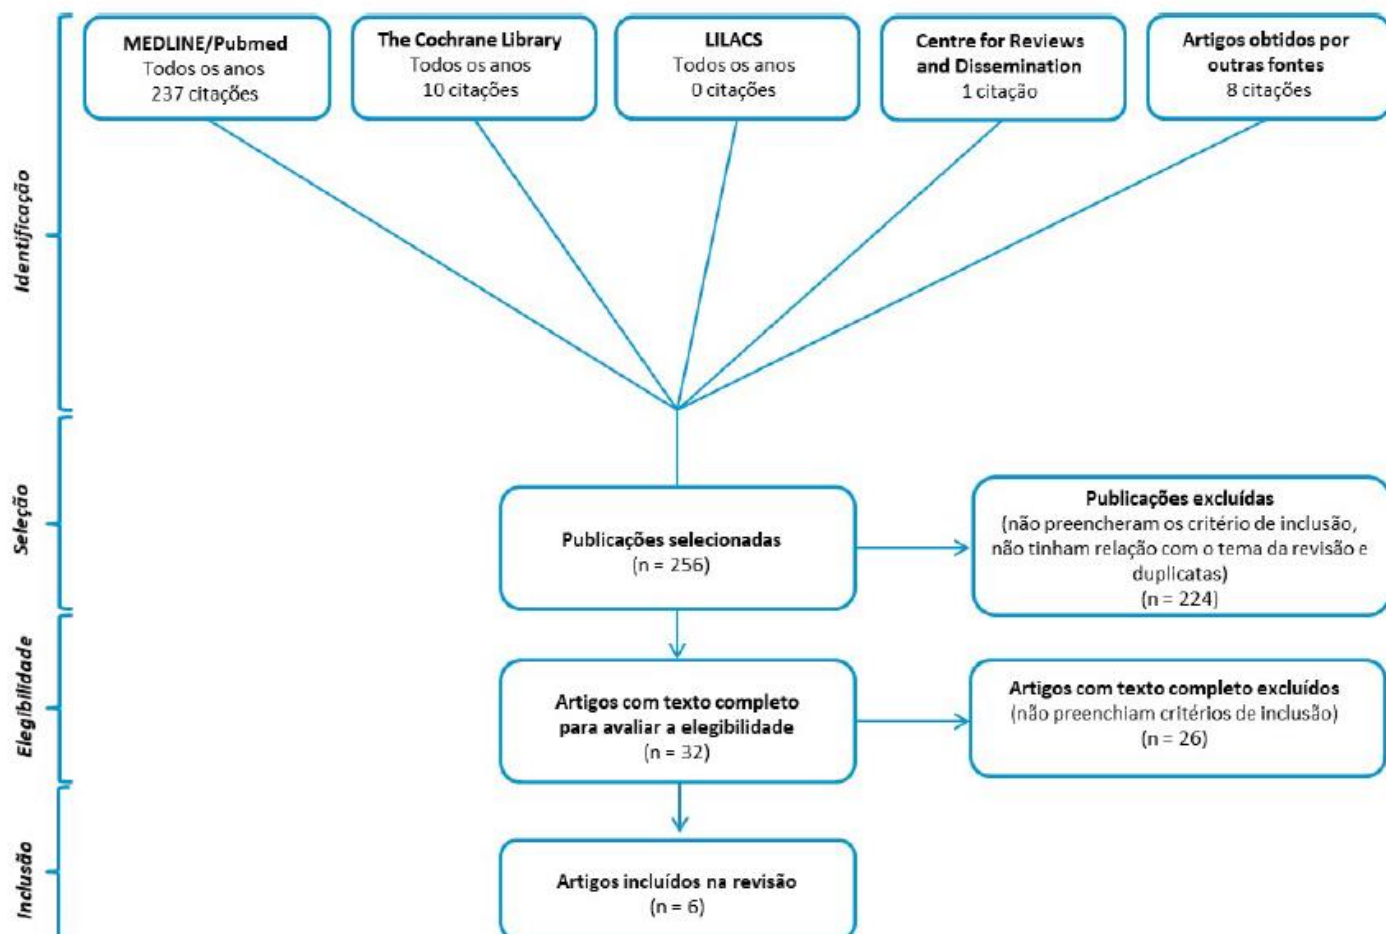 MEDLINE/Pubmed
Todos os anos
237 citações
The Cochrane Library
Todos os anos
10 citações
LILACS
Todos os anos
0 citações
Centre for Reviews
and Dissemination
1 citação
Artigos obtidos por
outras fontes
8 citações
Identificação
Seleção
Publicações selecionadas
(n = 256)
Publicações excluídas
(não preencheram os critério de inclusão,
não tinham relação com o tema da revisão e
duplicatas)
(n = 224)
Elegibilidade
Artigos com texto completo
para avaliar a elegibilidade
(n = 32)
Artigos com texto completo excluídos
(não preenchiam critérios de inclusão)
(n = 26)
Inclusão
Artigos incluídos na revisão
(n = 6)